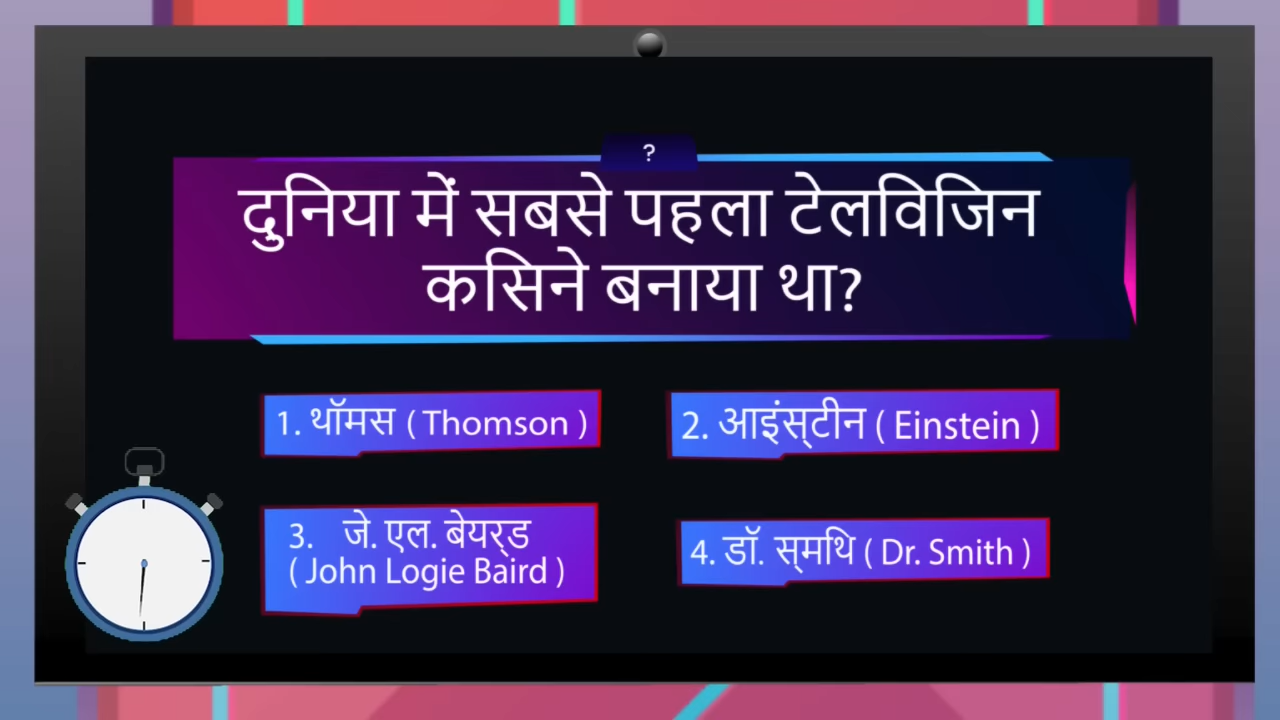 ?
दुनिया में सबसे पहला टेलविजिन
कसिने बनाया था?
1. थॉमस ( Thomson )
2. आइंस्‌टीन ( Einstein )
3. जे. एल. बेयर्‌ड
( John Logie Baird )
4. डॉ. स्‌मथि ( Dr. Smith )